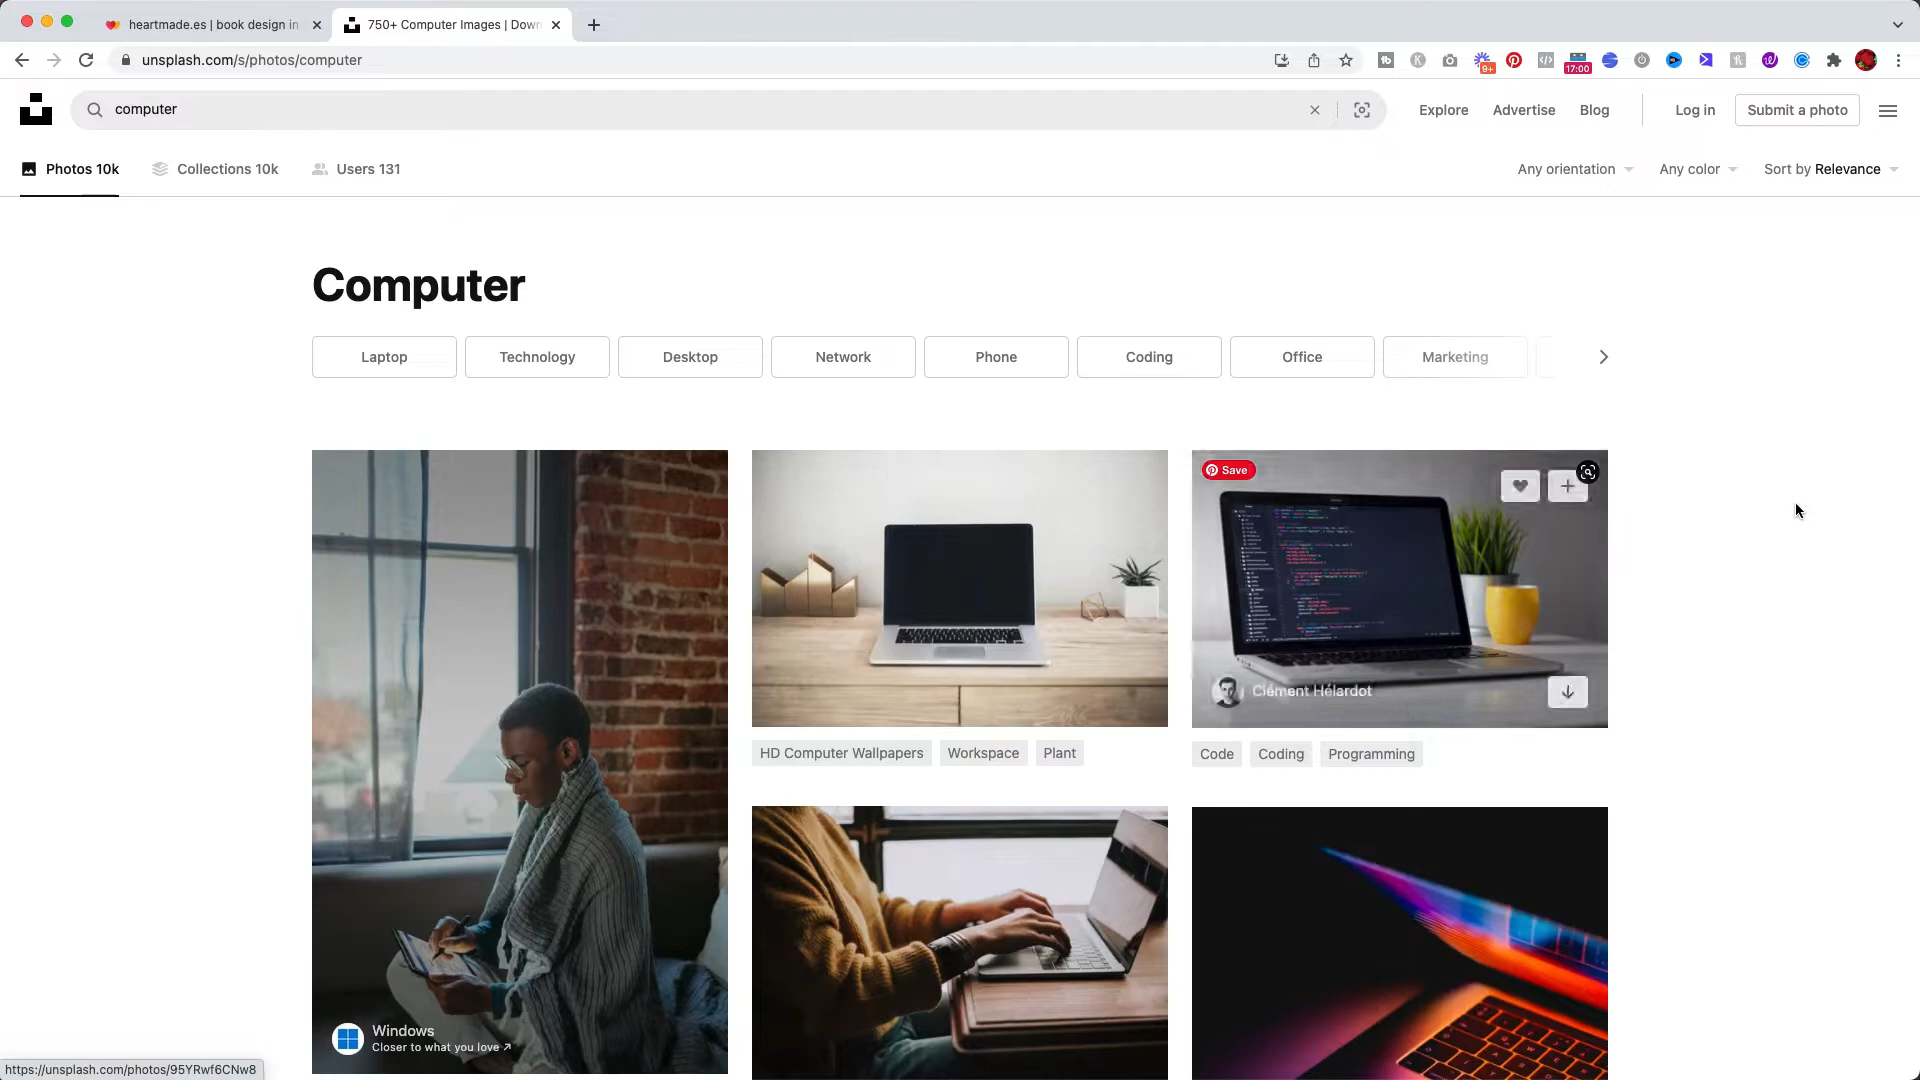 heartmade.es | book design in
750+ Computer Images | Down
unsplash.com/s/photos/computer
9+
17:00
computer
Explore
Advertise
Blog
Log in
Submit a photo
Photos 10k
Collections 10k
Users 131
Any orientation
Any color
Sort by Relevance
Computer
Laptop
Technology
Desktop
Network
Phone
Coding
Office
Marketing
Save
Clément Hélardot
HD Computer Wallpapers
Workspace
Plant
Code
Coding
Programming
Windows
Closer to what you love ↗
https://unsplash.com/photos/95YRwf6CNw8